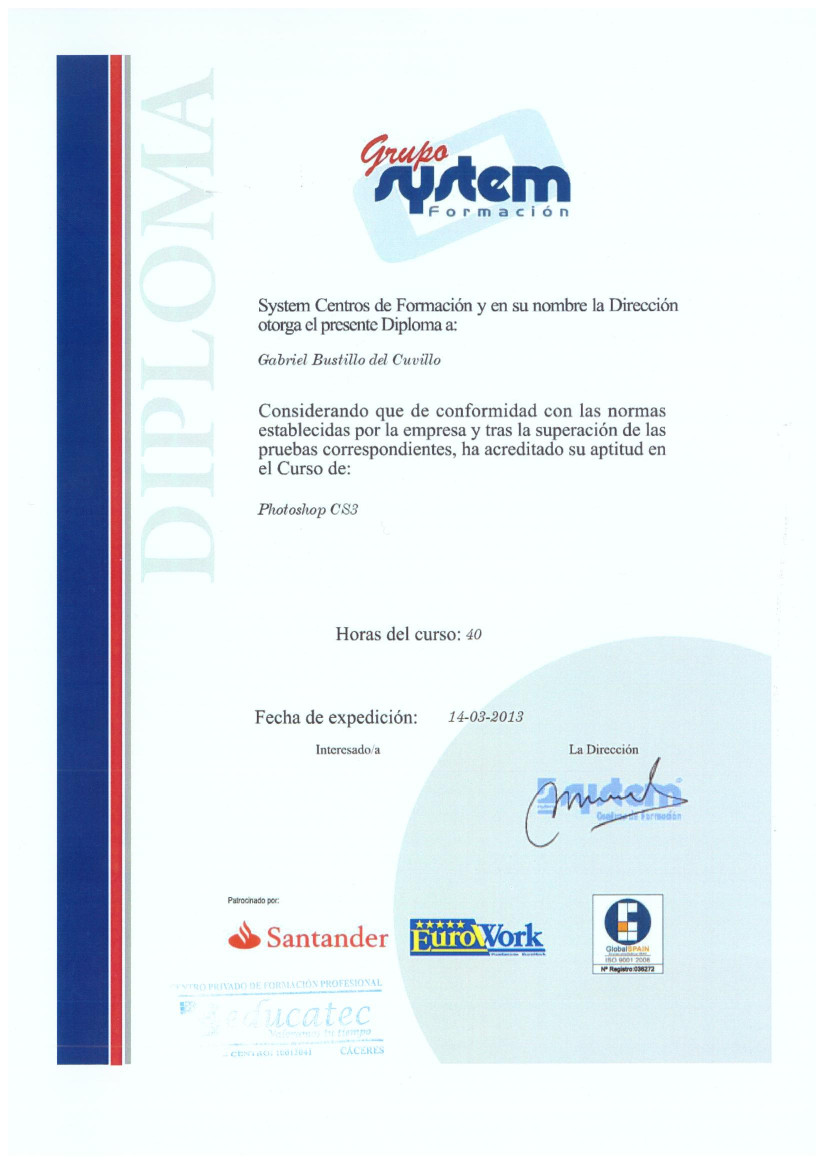 DIPLOMA
Grupo
system
Formación
System Centros de Formación y en su nombre la Dirección
otorga el presente Diploma a:
Gabriel Bustillo del Cuvillo
Considerando que de conformidad con las normas
establecidas por la empresa y tras la superación de las
pruebas correspondientes, ha acreditado su aptitud en
el Curso de:
Photoshop CS3
Horas del curso: 40
Fecha de expedición: 14-03-2013
Interesado/a
La Dirección
system
Centros de Formación
Patrocinado por:
Santander
EuroWork
GlobalSPAIN
ISO 9001 2008
Nº Registro:036272
CENTRO PRIVADO DE FORMACIÓN PROFESIONAL
educatec
Valoramos tu tiempo
CÁCERES